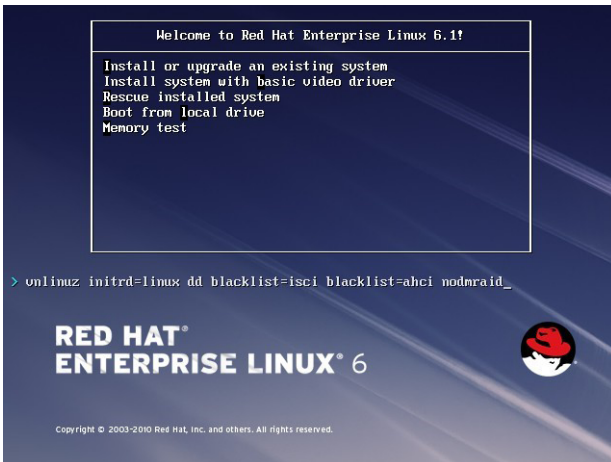 Welcome to Red Hat Enterprise Linux 6.1!
Install or upgrade an existing system
Install system with basic video driver
Rescue installed system
Boot from local drive
Memory test
> vmlinuz initrd=linux dd blacklist=isci blacklist=ahci nodmraid_
RED HAT®
ENTERPRISE LINUX® 6
Copyright © 2003-2010 Red Hat, Inc. and others. All rights reserved.